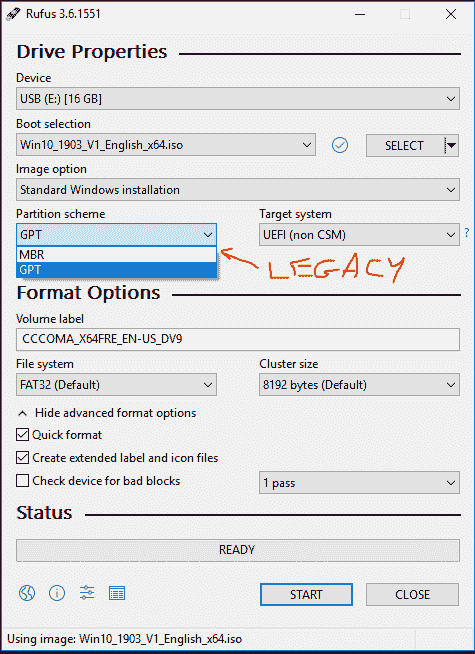 Rufus 3.6.1551
Drive Properties
Device
USB (E:) [16 GB]
Boot selection
Win10_1903_V1_English_x64.iso
SELECT
Image option
Standard Windows installation
Partition scheme
Target system
GPT
UEFI (non CSM)
?
MBR
GPT
LEGACY
Format Options
Volume label
CCCOMA_X64FRE_EN-US_DV9
File system
Cluster size
FAT32 (Default)
8192 bytes (Default)
Hide advanced format options
Quick format
Create extended label and icon files
Check device for bad blocks
1 pass
Status
READY
START
CLOSE
Using image: Win10_1903_V1_English_x64.iso